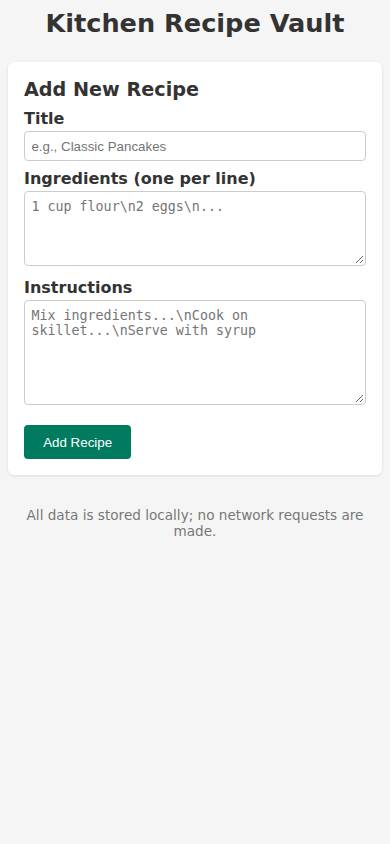 Kitchen Recipe Vault
Add New Recipe
Title
e.g., Classic Pancakes
Ingredients (one per line)
1 cup flour\n2 eggs\n...
Instructions
Mix ingredients...\nCook on
skillet...\nServe with syrup
Add Recipe
All data is stored locally; no network requests are
made.